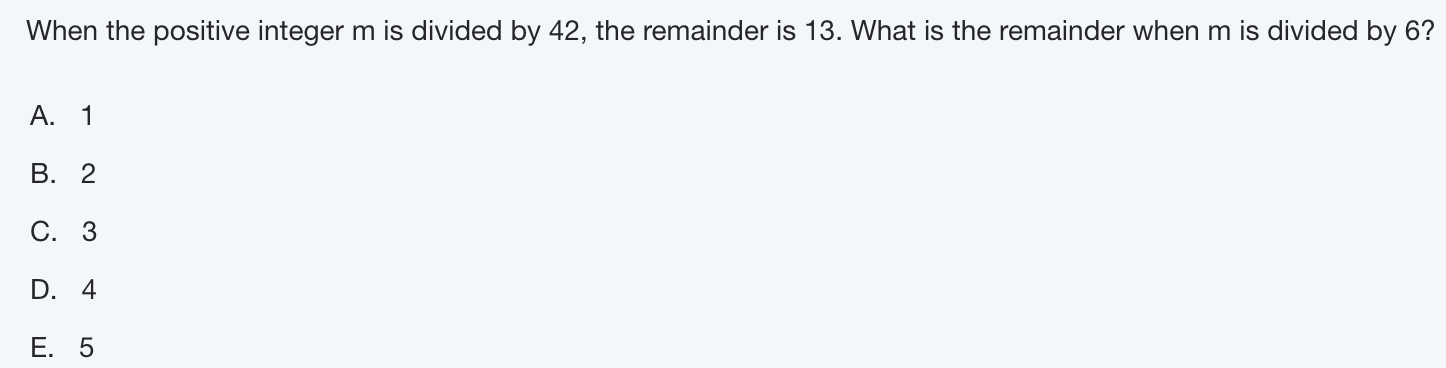 When the positive integer m is divided by 42, the remainder is 13. What is the remainder when m is divided by 6?
A. 1
B. 2
C. 3
D. 4
E. 5